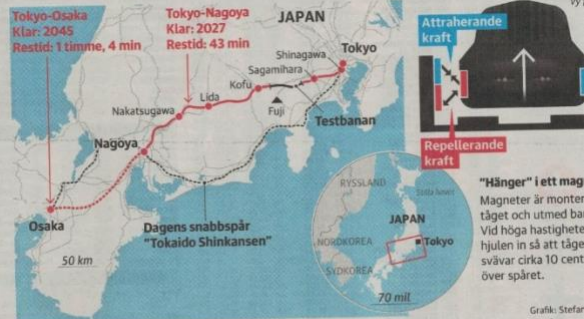 Tokyo-Osaka
Klar: 2045
Restid: 1 timme, 4 min
Tokyo-Nagoya
Klar: 2027
Restid: 43 min
JAPAN
Tokyo
Shinagawa
Sagamihara
Kofu
Lida
Nakatsugawa
Fuji
Testbanan
Nagoya
Osaka
Dagens snabbspår
"Tokaido Shinkansen"
50 km
RYSSLAND
JAPAN
NORDKOREA
Tokyo
SYDKOREA
70 mil
Attraherande
kraft
Repellerande
kraft
"Hänger" i ett mag
Magneter är monter
tåget och utmed ba
Vid höga hastighete
hjulen in så att tåge
svävar cirka 10 cent
över spåret.
Grafik: Stefan